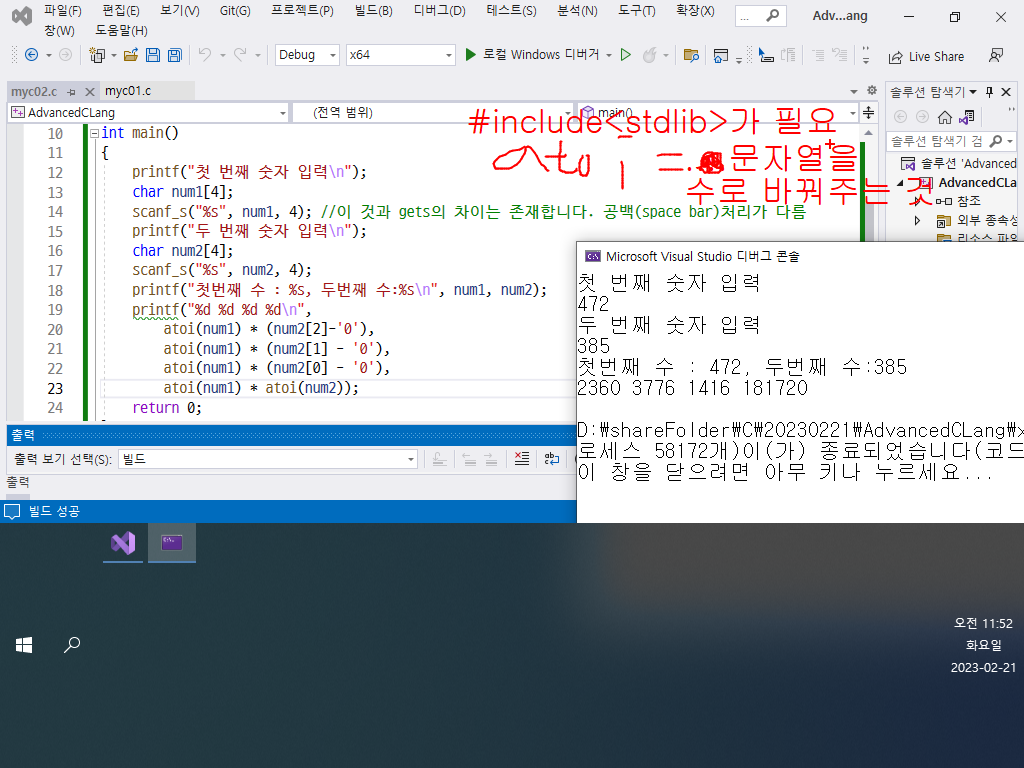 파일(F) 편집(E) 보기(V) Git(G) 프로젝트(P) 빌드(B) 디버그(D) 테스트(S) 분석(N) 도구(T) 확장(X) ... Adv...ang
창(W) 도움말(H)
Debug x64 로컬 Windows 디버거 Live Share
myc02.c myc01.c
솔루션 탐색기
AdvancedCLang (전역 범위) main()
#include<stdlib>가 필요
atoi = 문자열을
수로 바꿔주는 것
솔루션 탐색기 검
솔루션 'Advanced
AdvancedCLa
참조
외부 종속성
리소스 파일
10 int main()
11 {
12 printf("첫 번째 숫자 입력\n");
13 char num1[4];
14 scanf_s("%s", num1, 4); //이 것과 gets의 차이는 존재합니다. 공백(space bar)처리가 다름
15 printf("두 번째 숫자 입력\n");
16 char num2[4];
17 scanf_s("%s", num2, 4);
18 printf("첫번째 수 : %s, 두번째 수:%s\n", num1, num2);
19 printf("%d %d %d %d\n",
20 atoi(num1) * (num2[2]-'0'),
21 atoi(num1) * (num2[1] - '0'),
22 atoi(num1) * (num2[0] - '0'),
23 atoi(num1) * atoi(num2));
24 return 0;
Microsoft Visual Studio 디버그 콘솔
첫 번째 숫자 입력
472
두 번째 숫자 입력
385
첫번째 수 : 472, 두번째 수:385
2360 3776 1416 181720
D:\shareFolder\C\20230221\AdvancedCLang\x
로세스 58172개)이(가) 종료되었습니다(코드
이 창을 닫으려면 아무 키나 누르세요...
출력
출력 보기 선택(S): 빌드
출력
빌드 성공
오전 11:52
화요일
2023-02-21